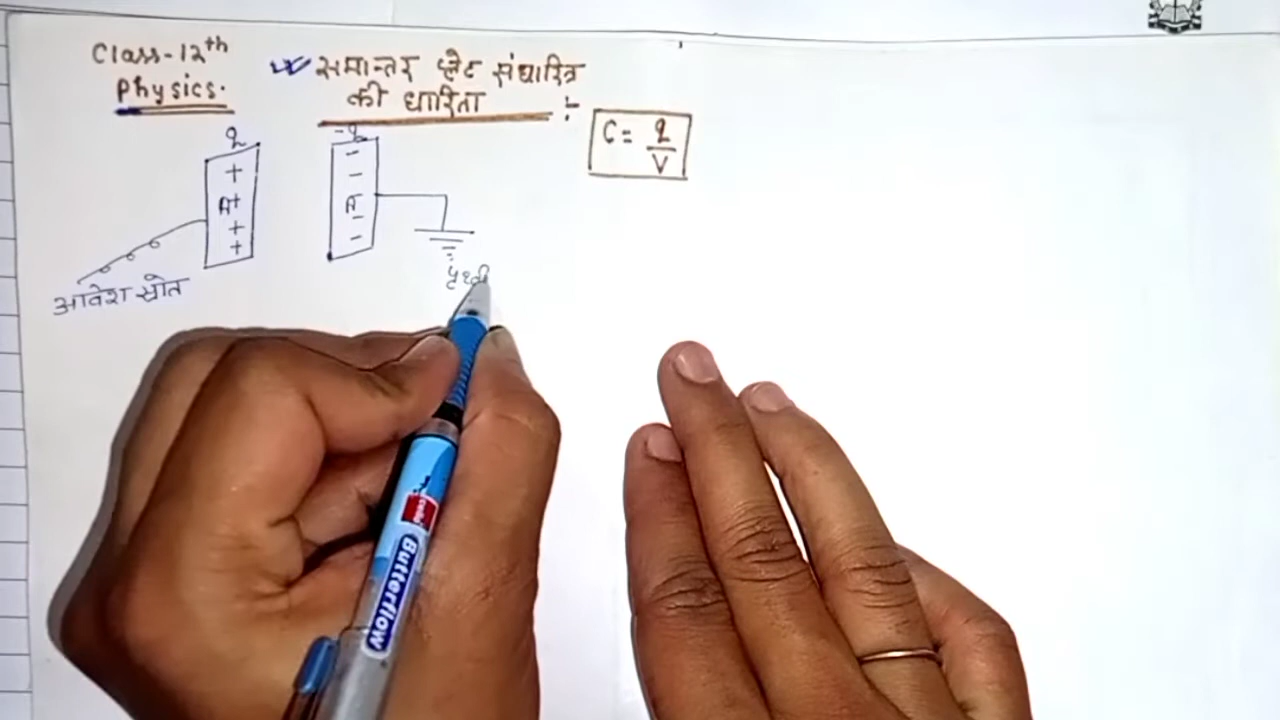 Class-12th
Physics.
समान्तर प्लेट संधारित्र
की धारिता :-
C = q/V
q
+
A+
+
+
-q
-
-
A
-
-
आवेश स्रोत
पृथ्वी
Butterflow